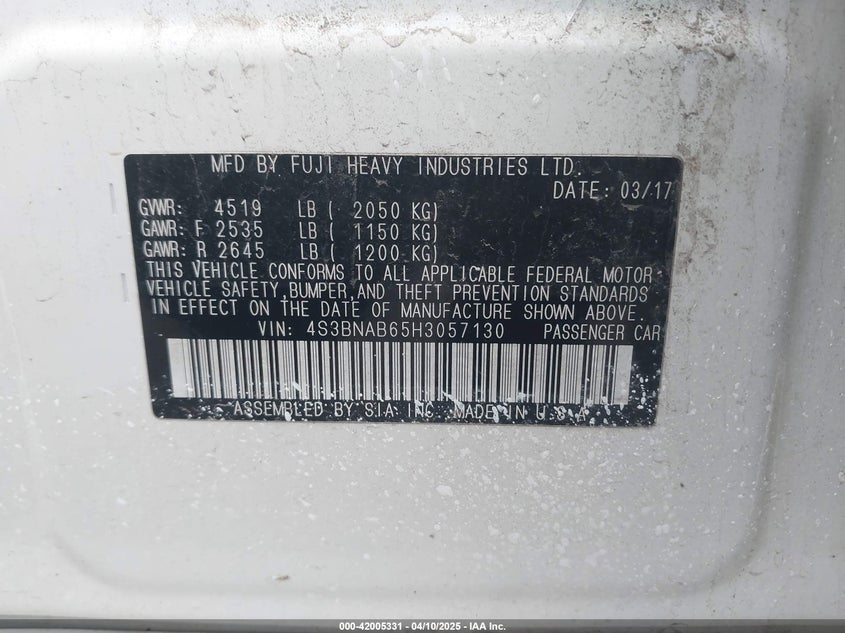 MFD BY FUJI HEAVY INDUSTRIES LTD.
DATE: 03/17
GVWR: 4519 LB ( 2050 KG)
GAWR: F 2535 LB ( 1150 KG)
GAWR: R 2645 LB ( 1200 KG)
THIS VEHICLE CONFORMS TO ALL APPLICABLE FEDERAL MOTOR
VEHICLE SAFETY,BUMPER,AND THEFT PREVENTION STANDARDS
IN EFFECT ON THE DATE OF MANUFACTURE SHOWN ABOVE.
VIN: 4S3BNAB65H3057130 PASSENGER CAR
ASSEMBLED BY S.I.A. INC. MADE IN U.S.A.
000-42005331 - 04/10/2025 - IAA Inc.